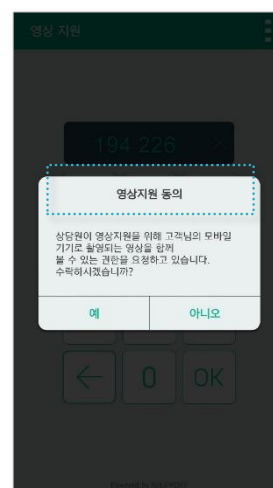 영상 지원
194 226
영상지원 동의
상담원이 영상지원을 위해 고객님의 모바일
기기로 촬영되는 영상을 함께
볼 수 있는 권한을 요청하고 있습니다.
수락하시겠습니까?
예 아니오
0 OK